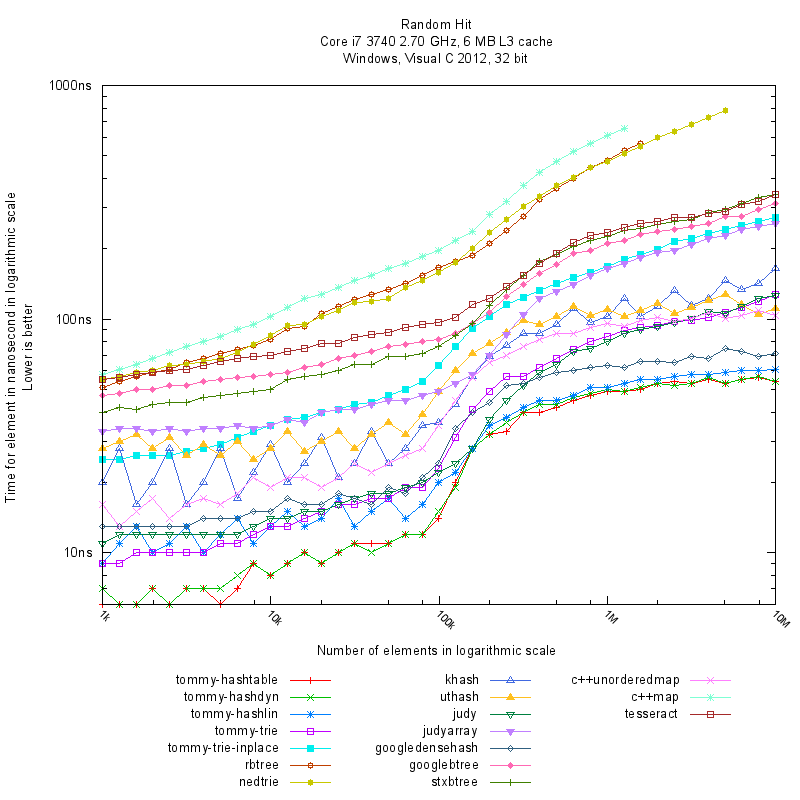 Random Hit
Core i7 3740 2.70 GHz, 6 MB L3 cache
Windows, Visual C 2012, 32 bit
1000ns
100ns
10ns
Time for element in nanosecond in logarithmic scale
Lower is better
1k
10k
100k
1M
10M
Number of elements in logarithmic scale
tommy-hashtable
tommy-hashdyn
tommy-hashlin
tommy-trie
tommy-trie-inplace
rbtree
nedtrie
khash
uthash
judy
judyarray
googledensehash
googlebtree
stxbtree
c++unorderedmap
c++map
tesseract